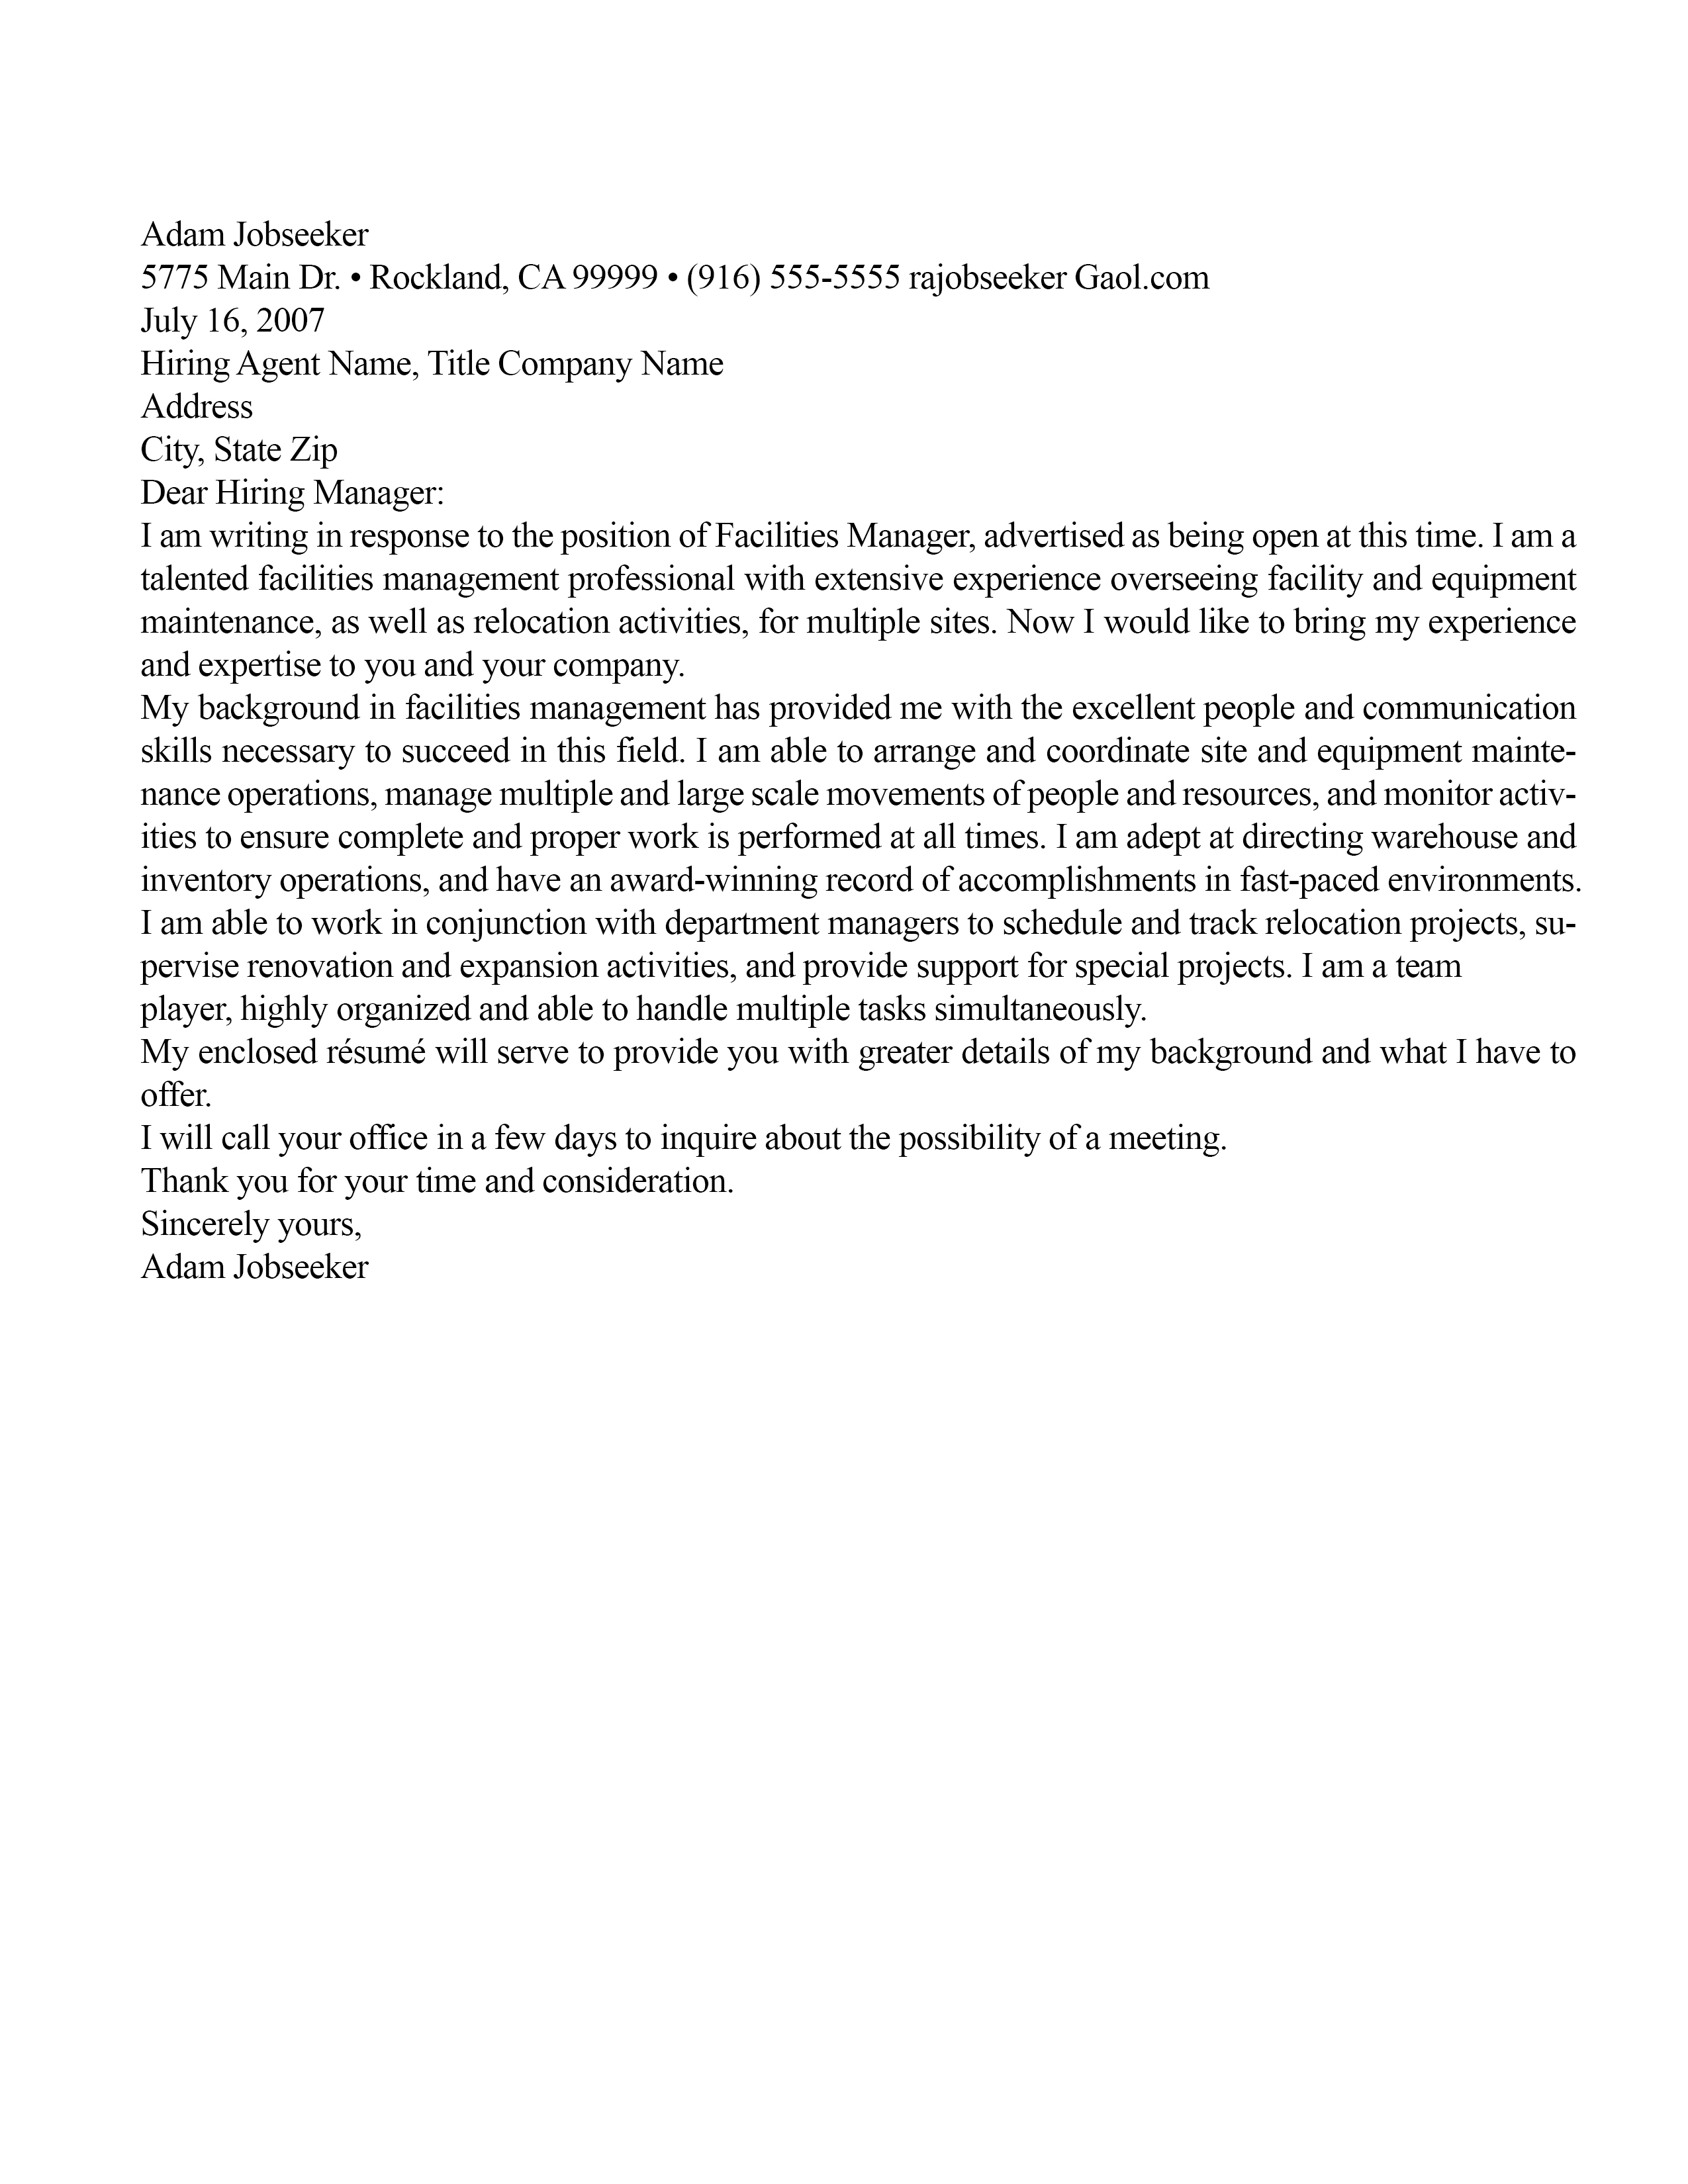 Adam Jobseeker
5775 Main Dr. • Rockland, CA 99999 • (916) 555-5555 rajobseeker Gaol.com
July 16, 2007
Hiring Agent Name, Title Company Name
Address
City, State Zip
Dear Hiring Manager:
I am writing in response to the position of Facilities Manager, advertised as being open at this time. I am a
talented facilities management professional with extensive experience overseeing facility and equipment
maintenance, as well as relocation activities, for multiple sites. Now I would like to bring my experience
and expertise to you and your company.
My background in facilities management has provided me with the excellent people and communication
skills necessary to succeed in this field. I am able to arrange and coordinate site and equipment mainte-
nance operations, manage multiple and large scale movements of people and resources, and monitor activ-
ities to ensure complete and proper work is performed at all times. I am adept at directing warehouse and
inventory operations, and have an award-winning record of accomplishments in fast-paced environments.
I am able to work in conjunction with department managers to schedule and track relocation projects, su-
pervise renovation and expansion activities, and provide support for special projects. I am a team
player, highly organized and able to handle multiple tasks simultaneously.
My enclosed résumé will serve to provide you with greater details of my background and what I have to
offer.
I will call your office in a few days to inquire about the possibility of a meeting.
Thank you for your time and consideration.
Sincerely yours,
Adam Jobseeker